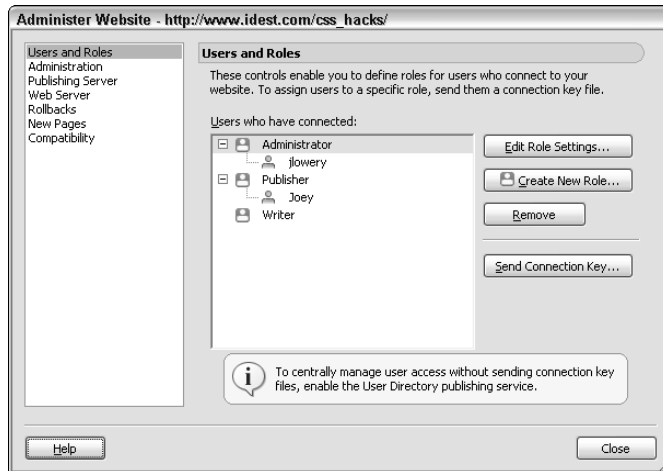 Administer Website - http://www.idest.com/css_hacks/
Users and Roles
Administration
Publishing Server
Web Server
Rollbacks
New Pages
Compatibility
Users and Roles
These controls enable you to define roles for users who connect to your
website. To assign users to a specific role, send them a connection key file.
Users who have connected:
Administrator
jlowery
Publisher
Joey
Writer
Edit Role Settings...
Create New Role...
Remove
Send Connection Key...
To centrally manage user access without sending connection key
files, enable the User Directory publishing service.
Help
Close